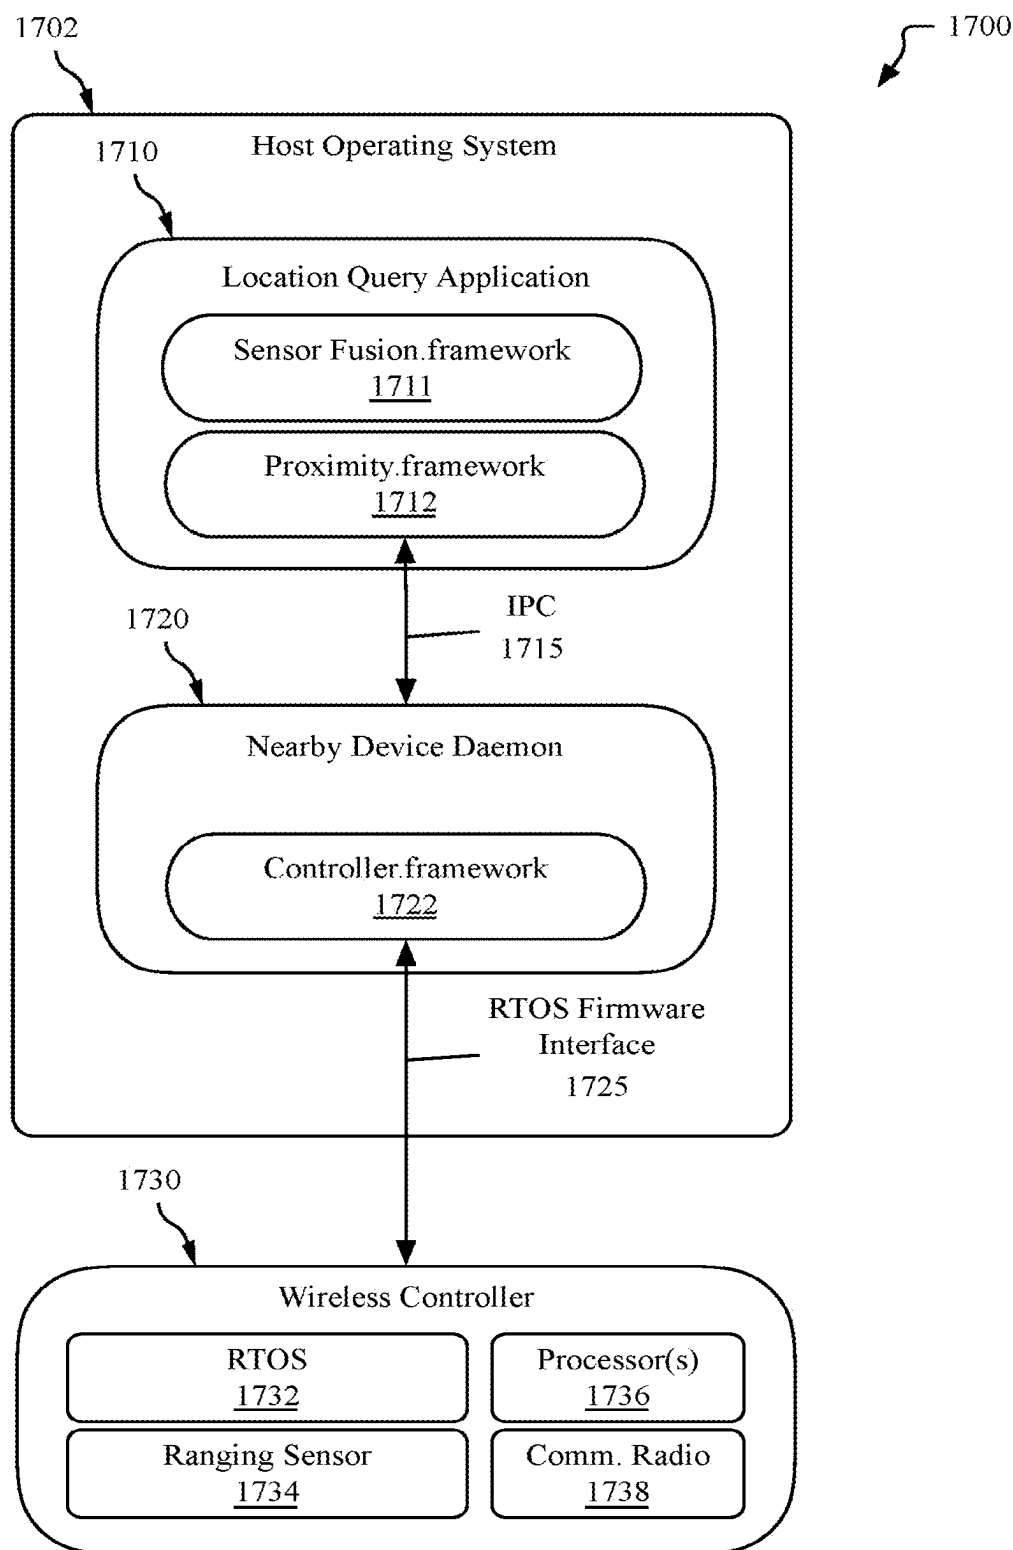 1702
1700
Host Operating System
1710
Location Query Application
Sensor Fusion.framework
1711
Proximity.framework
1712
IPC
1715
1720
Nearby Device Daemon
Controller.framework
1722
RTOS Firmware
Interface
1725
1730
Wireless Controller
RTOS
1732
Processor(s)
1736
Ranging Sensor
1734
Comm. Radio
1738